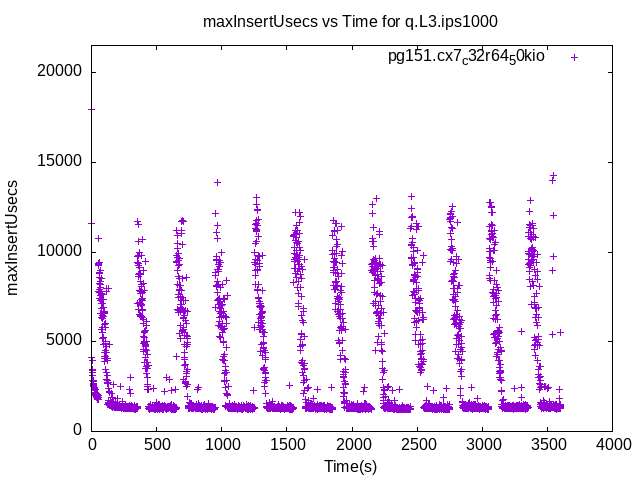 maxInsertUsecs vs Time for q.L3.ips1000
pg151.cx7c32r6450kio
20000
15000
10000
5000
0
maxInsertUsecs
0 500 1000 1500 2000 2500 3000 3500 4000
Time(s)